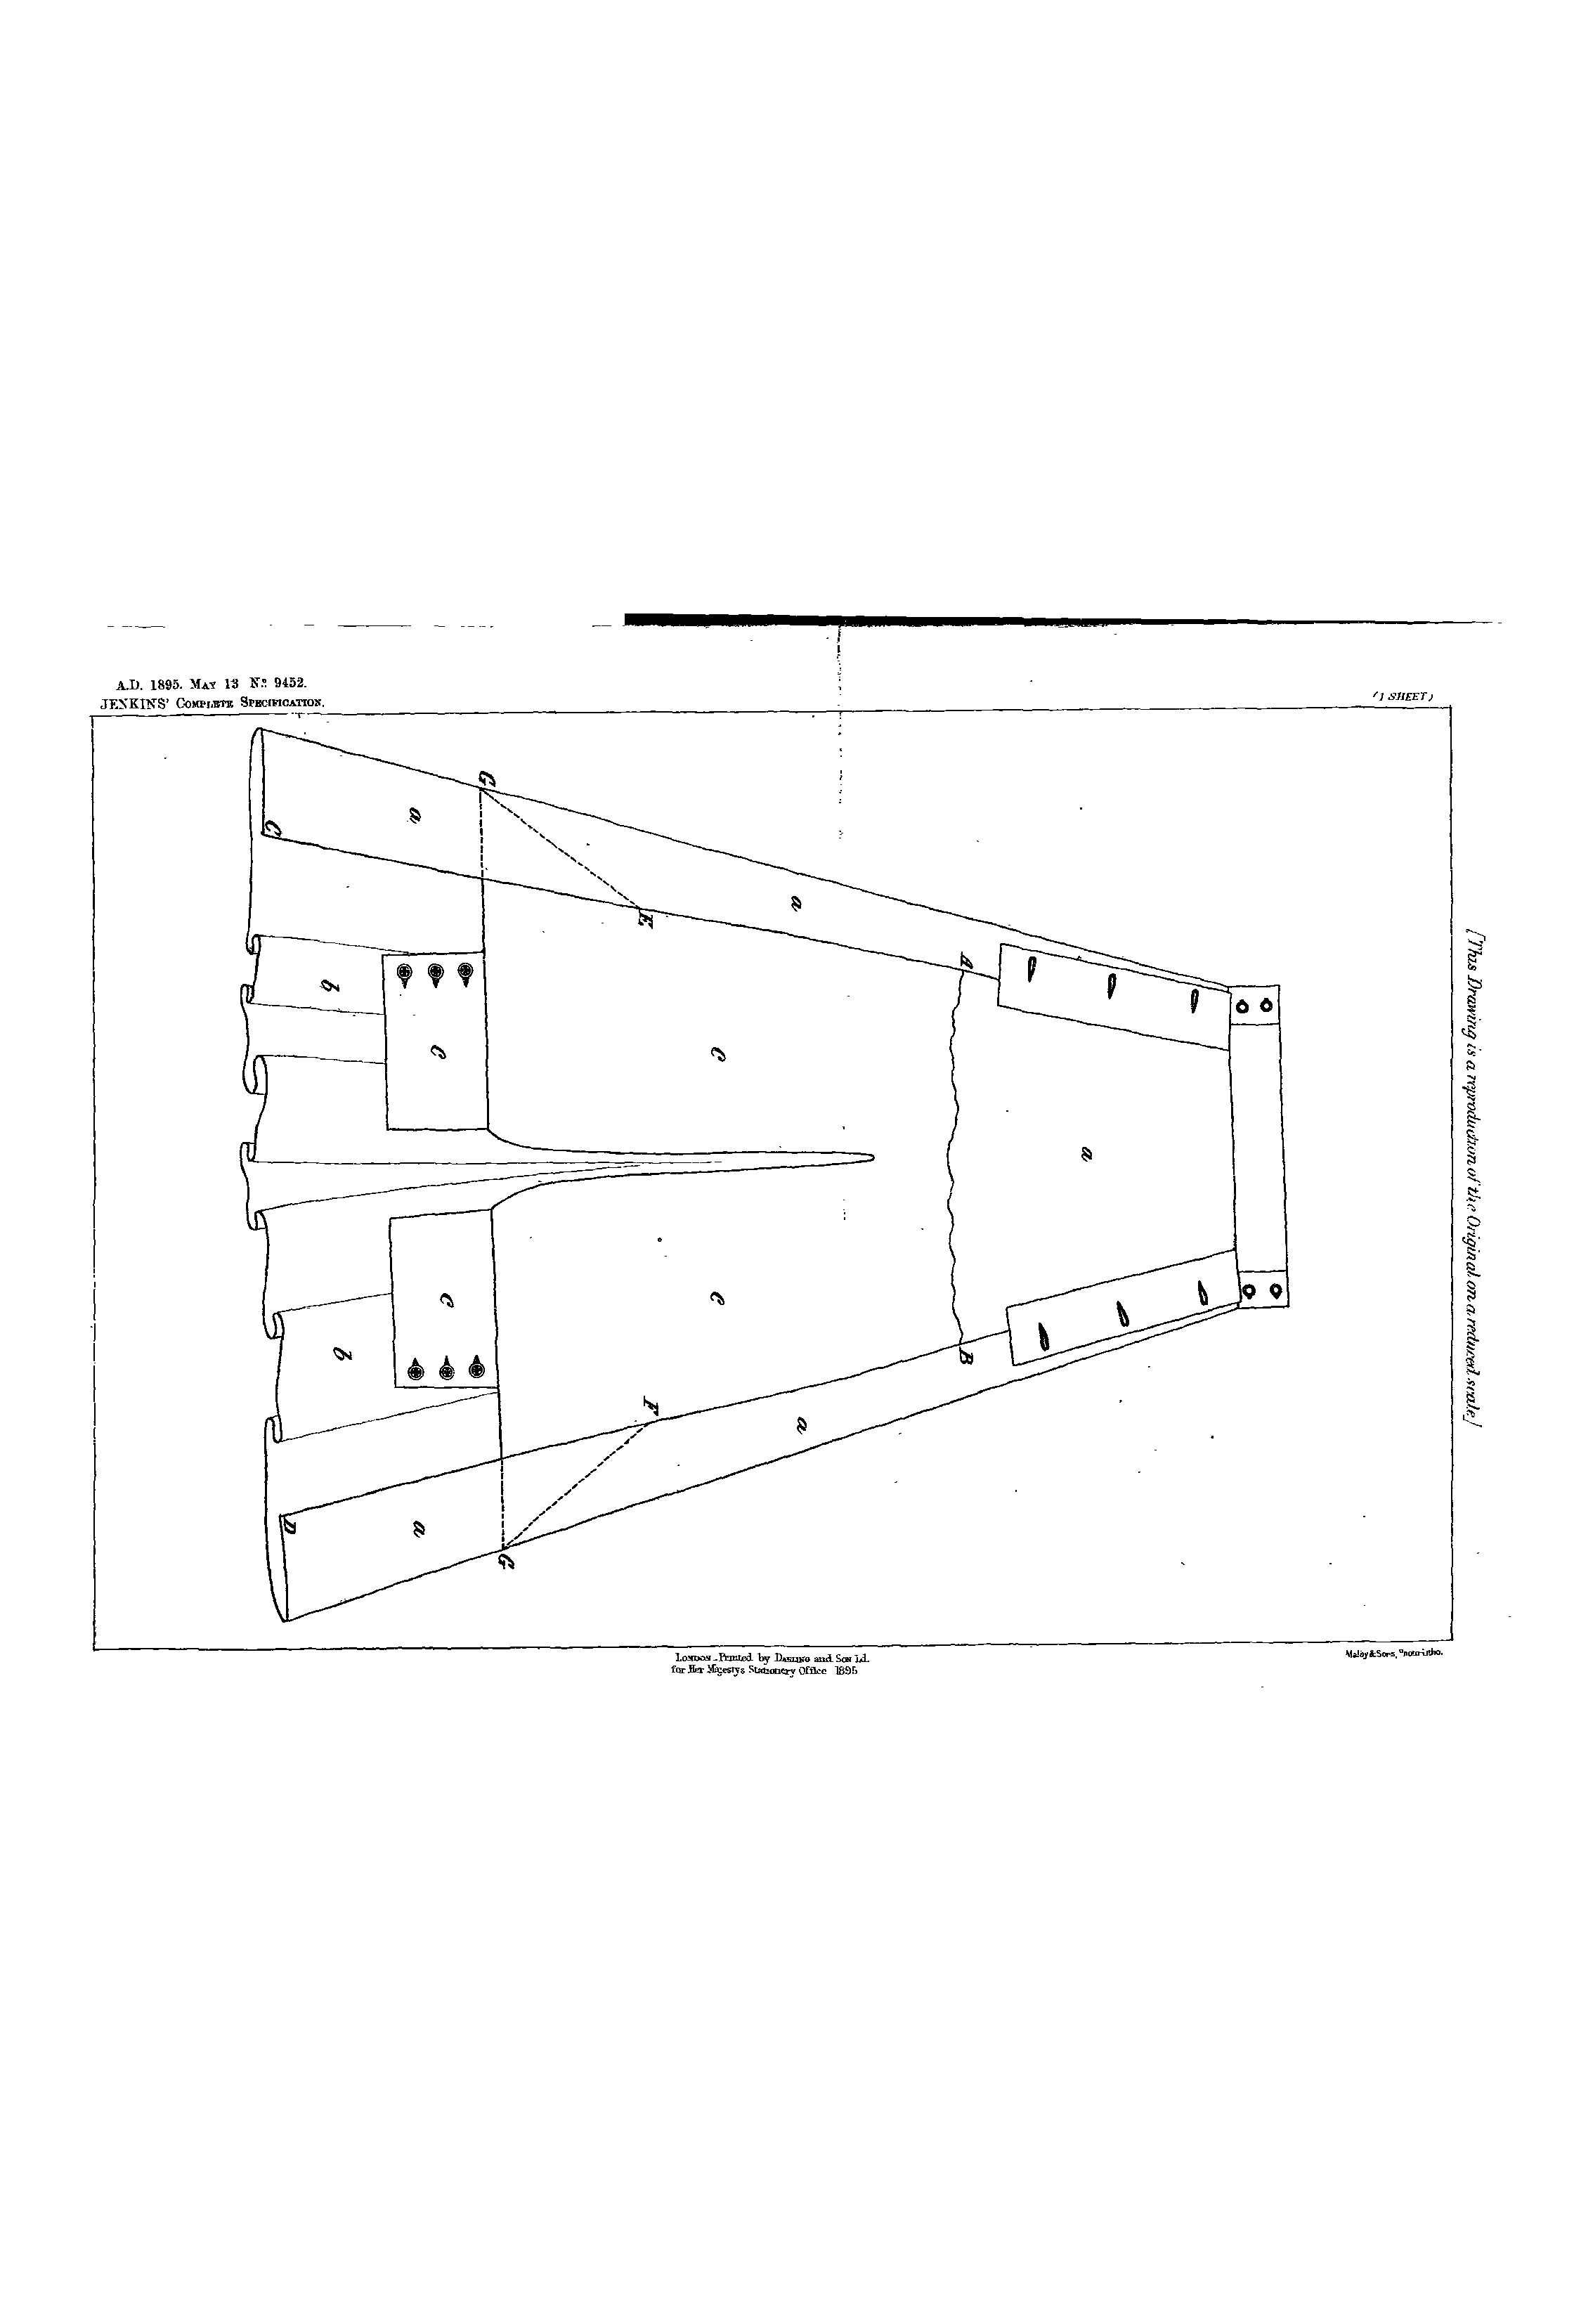 A.D. 1895. MAY 13 No. 9452.
JENKINS' COMPLETE SPECIFICATION.
(1 SHEET)
[This Drawing is a reproduction of the Original on a reduced scale]
G
a
C
E
a
A
b
c
c
a
c
c
b
B
F
a
D
a
G
LONDON _ Printed by DARLING and SON Ld.
for Her Majestys Stationery Office 1895
Malby & Sons, Photo-Litho.